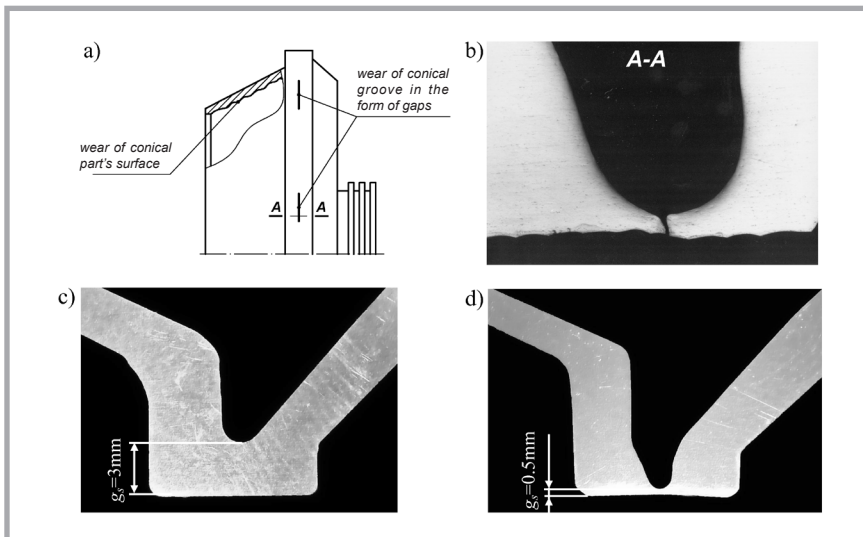 a)
wear of conical
groove in the
form of gaps
wear of conical
part's surface
A A
b)
A-A
c)
gₛ=3mm
d)
gₛ=0.5mm